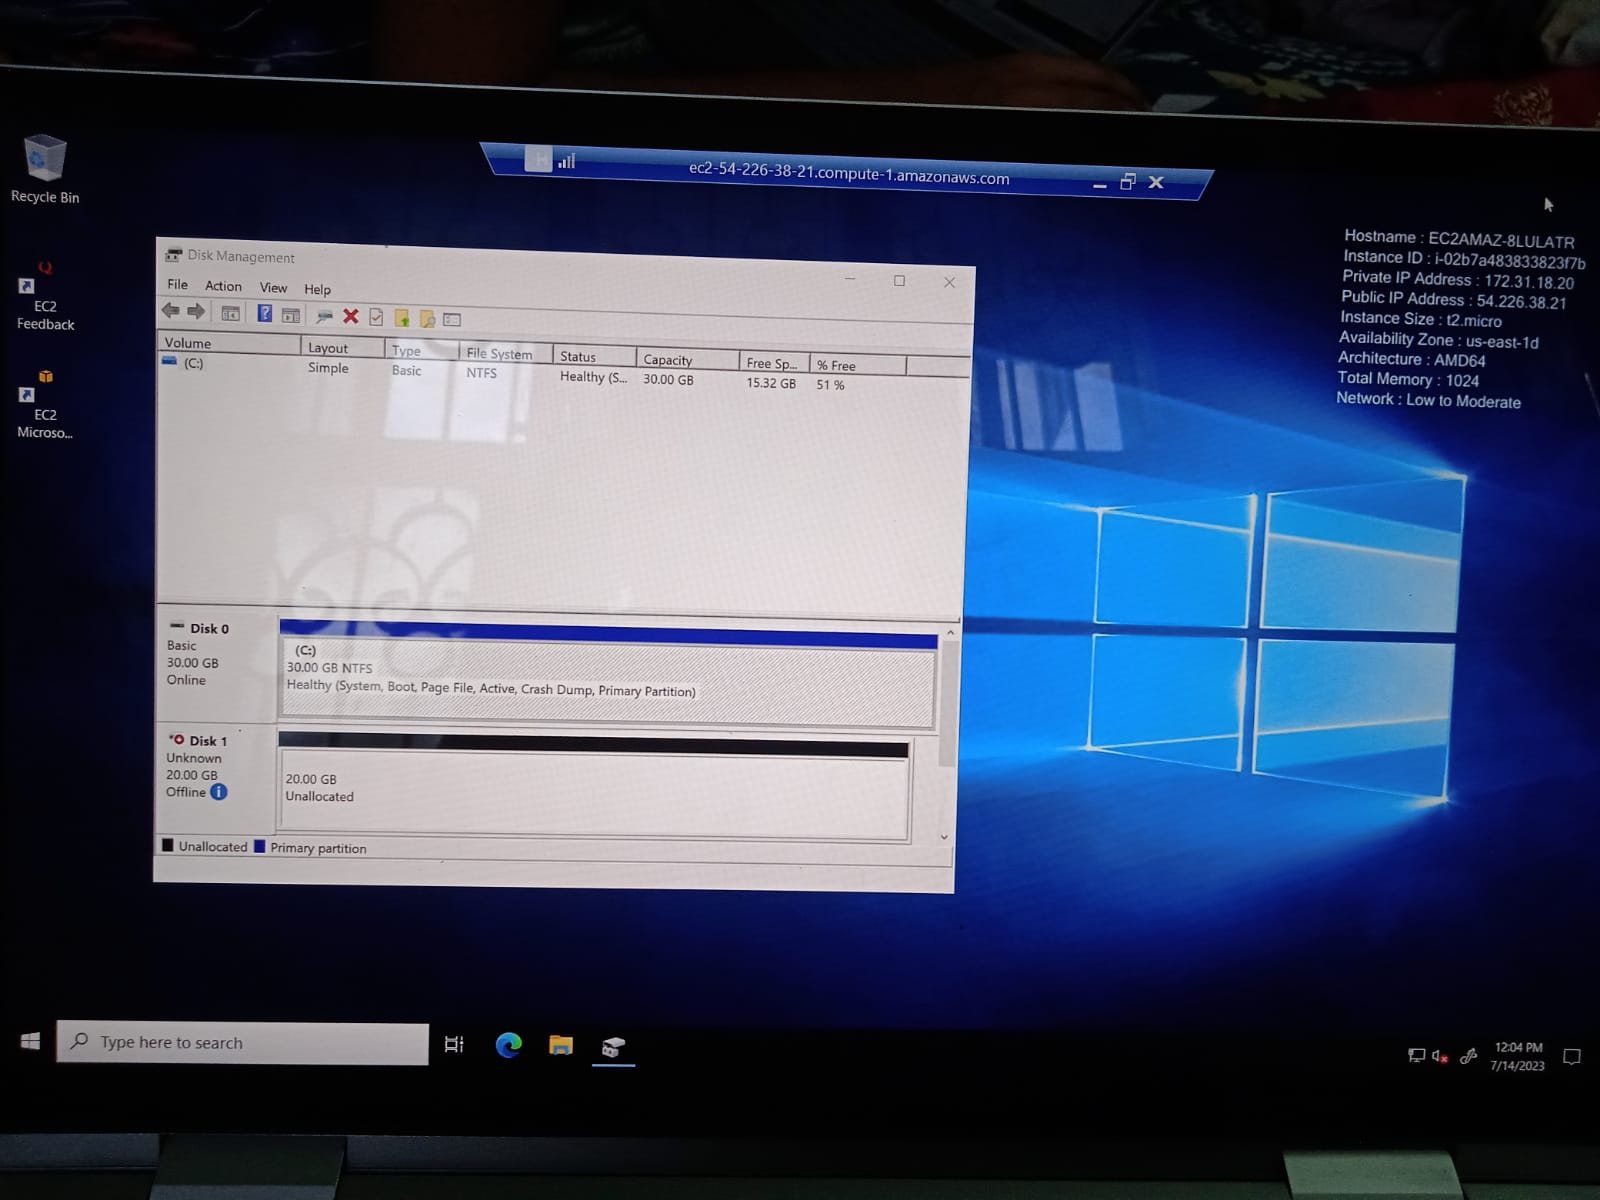 Recycle Bin
EC2
Feedback
EC2
Microso...
ec2-54-226-38-21.compute-1.amazonaws.com
Hostname : EC2AMAZ-8LULATR
Instance ID : i-02b7a483833823f7b
Private IP Address : 172.31.18.20
Public IP Address : 54.226.38.21
Instance Size : t2.micro
Availability Zone : us-east-1d
Architecture : AMD64
Total Memory : 1024
Network : Low to Moderate
Disk Management
File Action View Help
Volume Layout Type File System Status Capacity Free Sp... % Free
(C:) Simple Basic NTFS Healthy (S... 30.00 GB 15.32 GB 51 %
Disk 0
Basic
30.00 GB
Online
(C:)
30.00 GB NTFS
Healthy (System, Boot, Page File, Active, Crash Dump, Primary Partition)
Disk 1
Unknown
20.00 GB
Offline
20.00 GB
Unallocated
Unallocated Primary partition
Type here to search
12:04 PM
7/14/2023